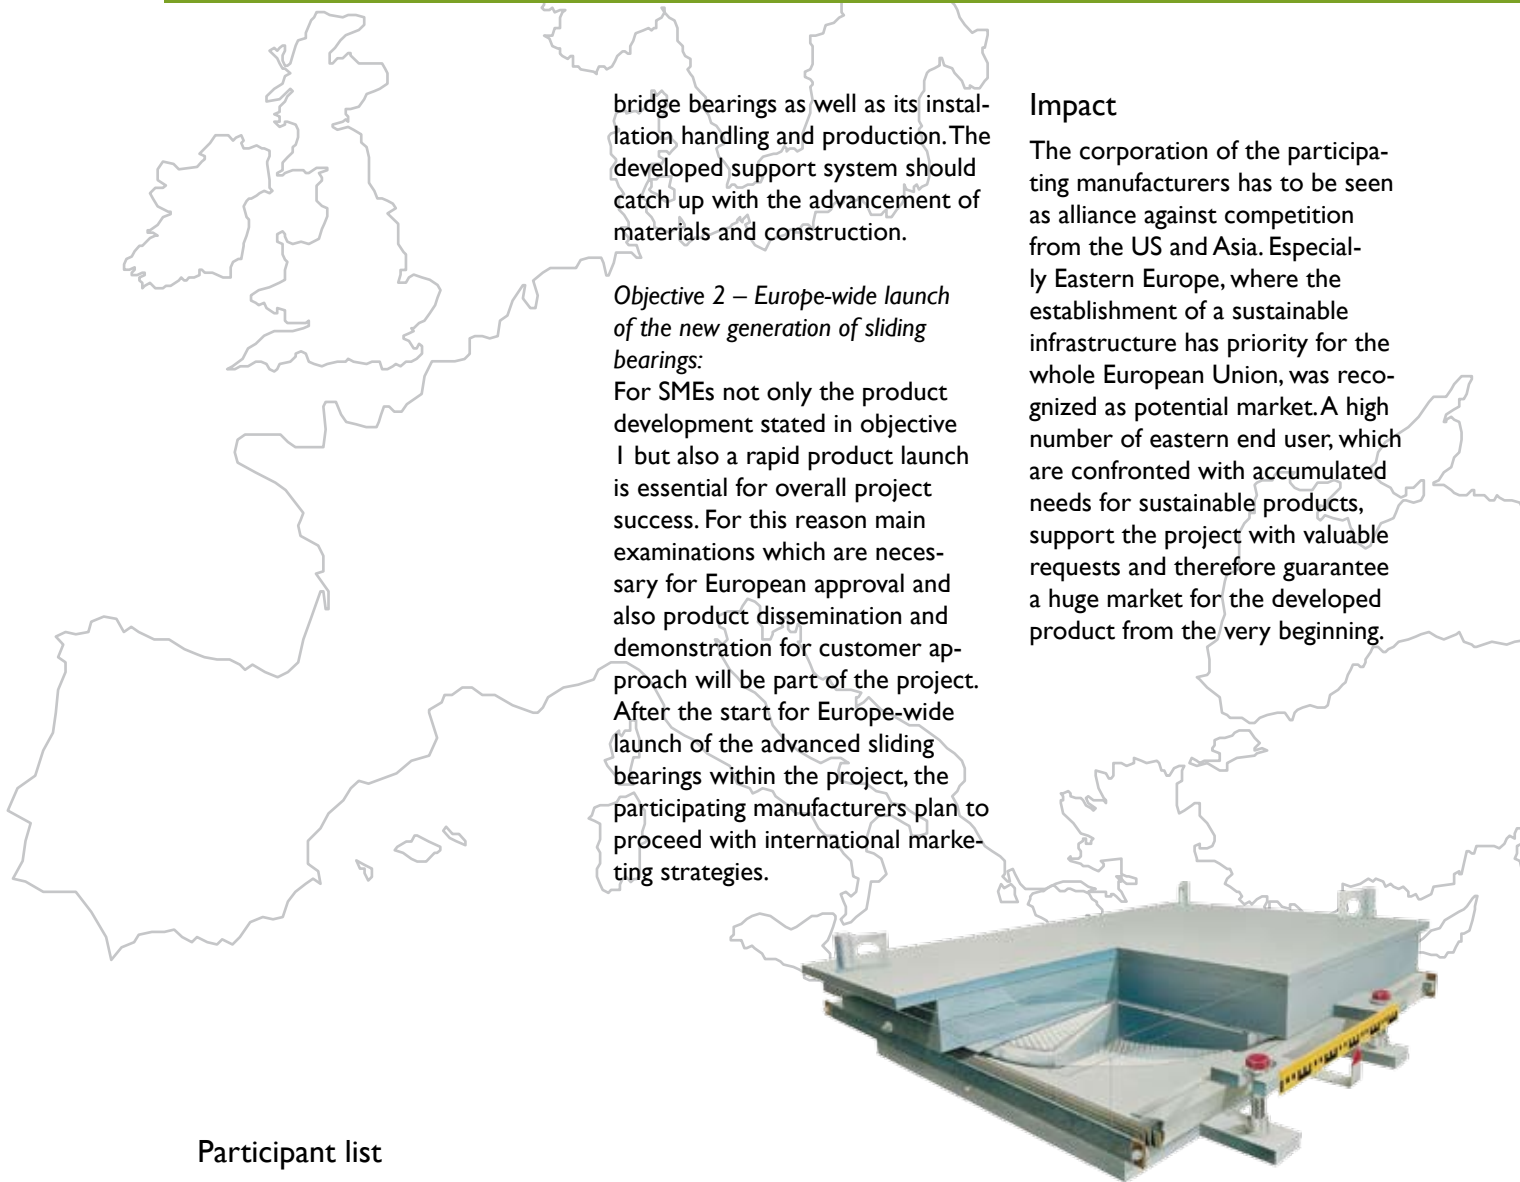 bridge bearings as well as its instal-
lation handling and production. The
developed support system should
catch up with the advancement of
materials and construction.
Objective 2 – Europe-wide launch
of the new generation of sliding
bearings:
For SMEs not only the product
development stated in objective
1 but also a rapid product launch
is essential for overall project
success. For this reason main
examinations which are neces-
sary for European approval and
also product dissemination and
demonstration for customer ap-
proach will be part of the project.
After the start for Europe-wide
launch of the advanced sliding
bearings within the project, the
participating manufacturers plan to
proceed with international marke-
ting strategies.
Impact
The corporation of the participa-
ting manufacturers has to be seen
as alliance against competition
from the US and Asia. Especial-
ly Eastern Europe, where the
establishment of a sustainable
infrastructure has priority for the
whole European Union, was reco-
gnized as potential market. A high
number of eastern end user, which
are confronted with accumulated
needs for sustainable products,
support the project with valuable
requests and therefore guarantee
a huge market for the developed
product from the very beginning.
Participant list